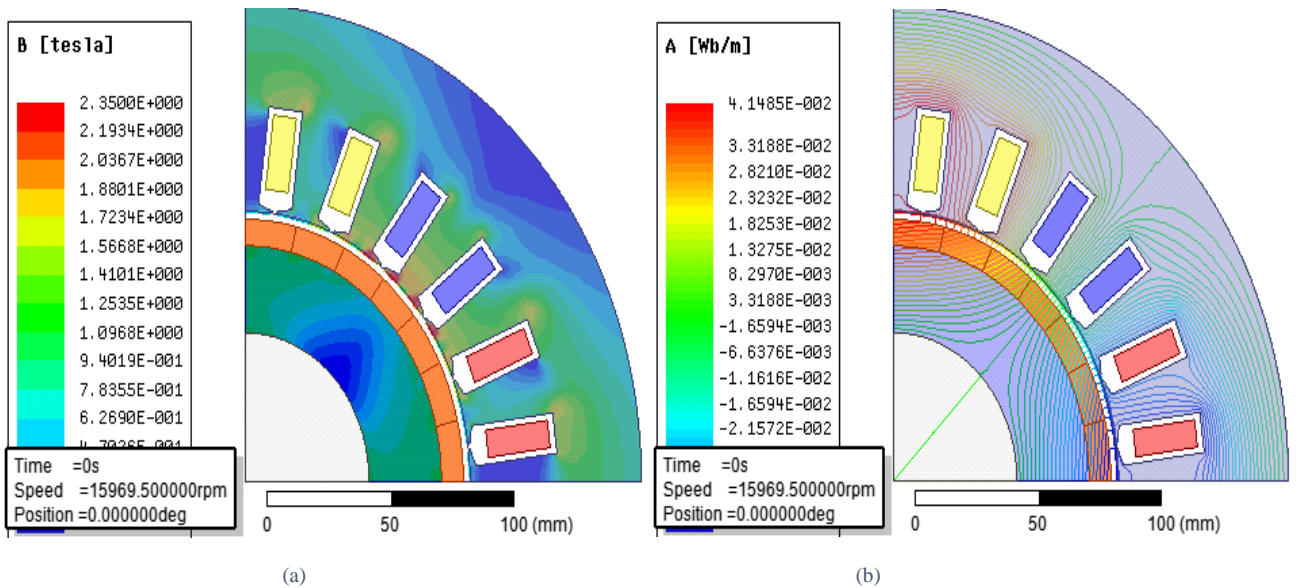 B [tesla]
2.3500E+000
2.1934E+000
2.0367E+000
1.8801E+000
1.7234E+000
1.5668E+000
1.4101E+000
1.2535E+000
1.0968E+000
9.4019E-001
7.8355E-001
6.2690E-001
Time =0s
Speed =15969.500000rpm
Position =0.000000deg
0 50 100 (mm)
(a)
A [Wb/m]
4.1485E-002
3.3188E-002
2.8210E-002
2.3232E-002
1.8253E-002
1.3275E-002
8.2970E-003
3.3188E-003
-1.6594E-003
-6.6376E-003
-1.1616E-002
-1.6594E-002
-2.1572E-002
Time =0s
Speed =15969.500000rpm
Position =0.000000deg
0 50 100 (mm)
(b)